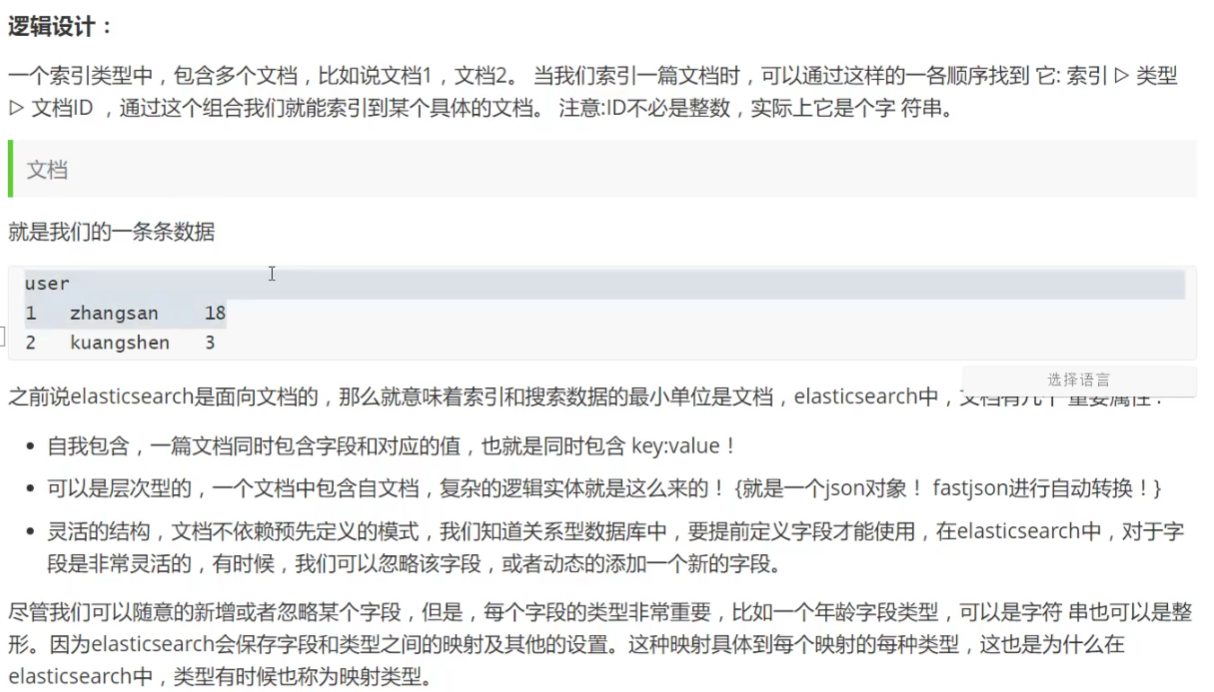 逻辑设计：
一个索引类型中，包含多个文档，比如说文档1，文档2。 当我们索引一篇文档时，可以通过这样的一各顺序找到 它: 索引 ▷ 类型
▷ 文档ID ，通过这个组合我们就能索引到某个具体的文档。 注意:ID不必是整数，实际上它是个字 符串。
文档
就是我们的一条条数据
user
1 zhangsan 18
2 kuangshen 3
选择语言
之前说elasticsearch是面向文档的，那么就意味着索引和搜索数据的最小单位是文档，elasticsearch中，文档有几个 重要属性：
• 自我包含，一篇文档同时包含字段和对应的值，也就是同时包含 key:value！
• 可以是层次型的，一个文档中包含自文档，复杂的逻辑实体就是这么来的！ {就是一个json对象！ fastjson进行自动转换！}
• 灵活的结构，文档不依赖预先定义的模式，我们知道关系型数据库中，要提前定义字段才能使用，在elasticsearch中，对于字
段是非常灵活的，有时候，我们可以忽略该字段，或者动态的添加一个新的字段。
尽管我们可以随意的新增或者忽略某个字段，但是，每个字段的类型非常重要，比如一个年龄字段类型，可以是字符 串也可以是整
形。因为elasticsearch会保存字段和类型之间的映射及其他的设置。这种映射具体到每个映射的每种类型，这也是为什么在
elasticsearch中，类型有时候也称为映射类型。